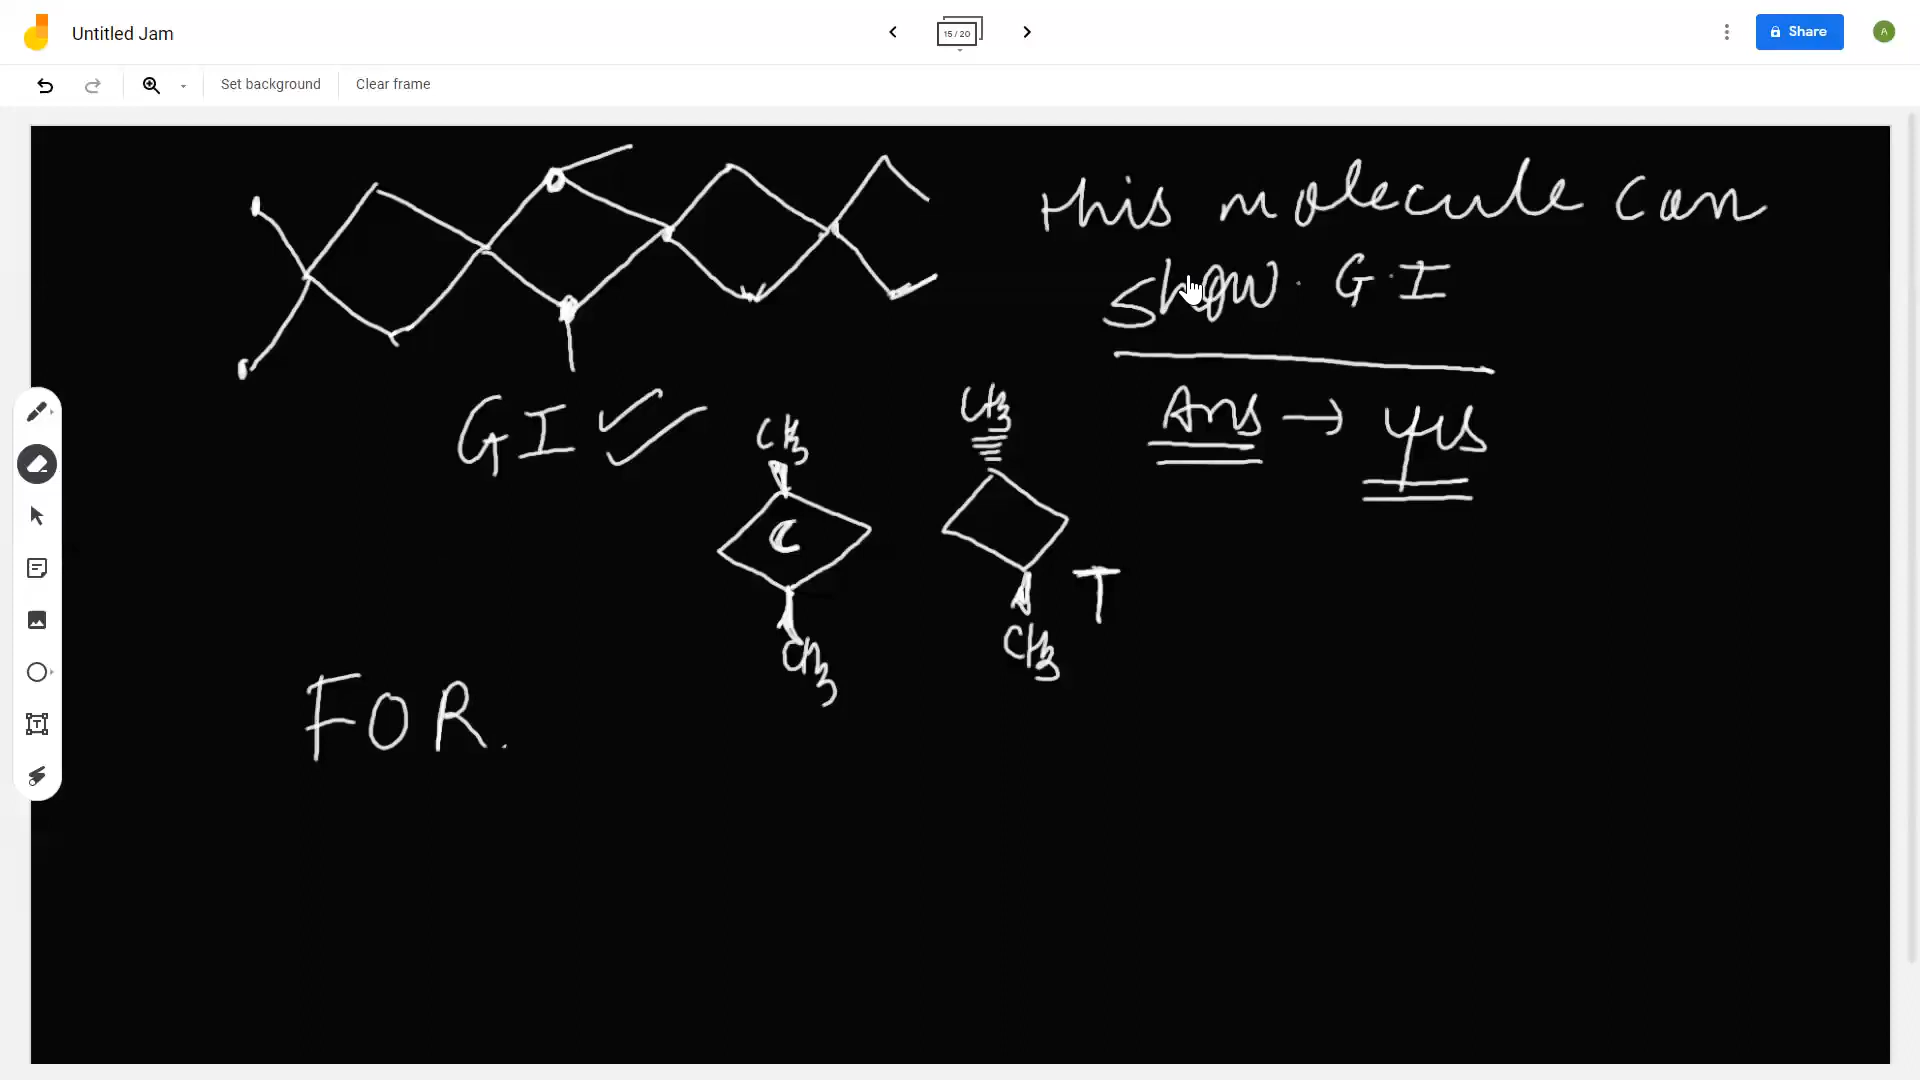 Untitled Jam
15 / 20
Share
A
Set background
Clear frame
this molecule can
show. G.I
Ans → yes
GI
CH3
CH3
C
T
CH3
CH3
FOR.